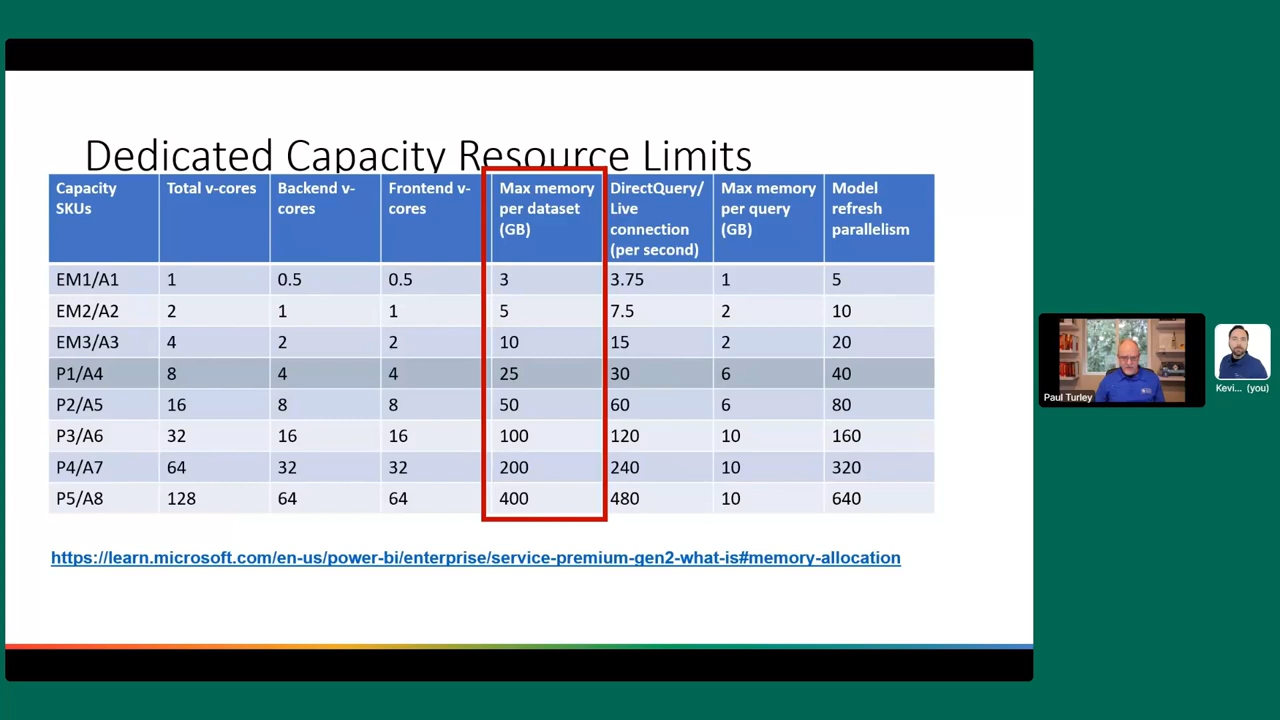 Dedicated Capacity Resource Limits
Capacity SKUs Total v-cores Backend v-cores Frontend v-cores Max memory per dataset (GB) DirectQuery/ Live connection (per second) Max memory per query (GB) Model refresh parallelism
EM1/A1 1 0.5 0.5 3 3.75 1 5
EM2/A2 2 1 1 5 7.5 2 10
EM3/A3 4 2 2 10 15 2 20
P1/A4 8 4 4 25 30 6 40
P2/A5 16 8 8 50 60 6 80
P3/A6 32 16 16 100 120 10 160
P4/A7 64 32 32 200 240 10 320
P5/A8 128 64 64 400 480 10 640
https://learn.microsoft.com/en-us/power-bi/enterprise/service-premium-gen2-what-is#memory-allocation
Paul Turley
Kevi... (you)